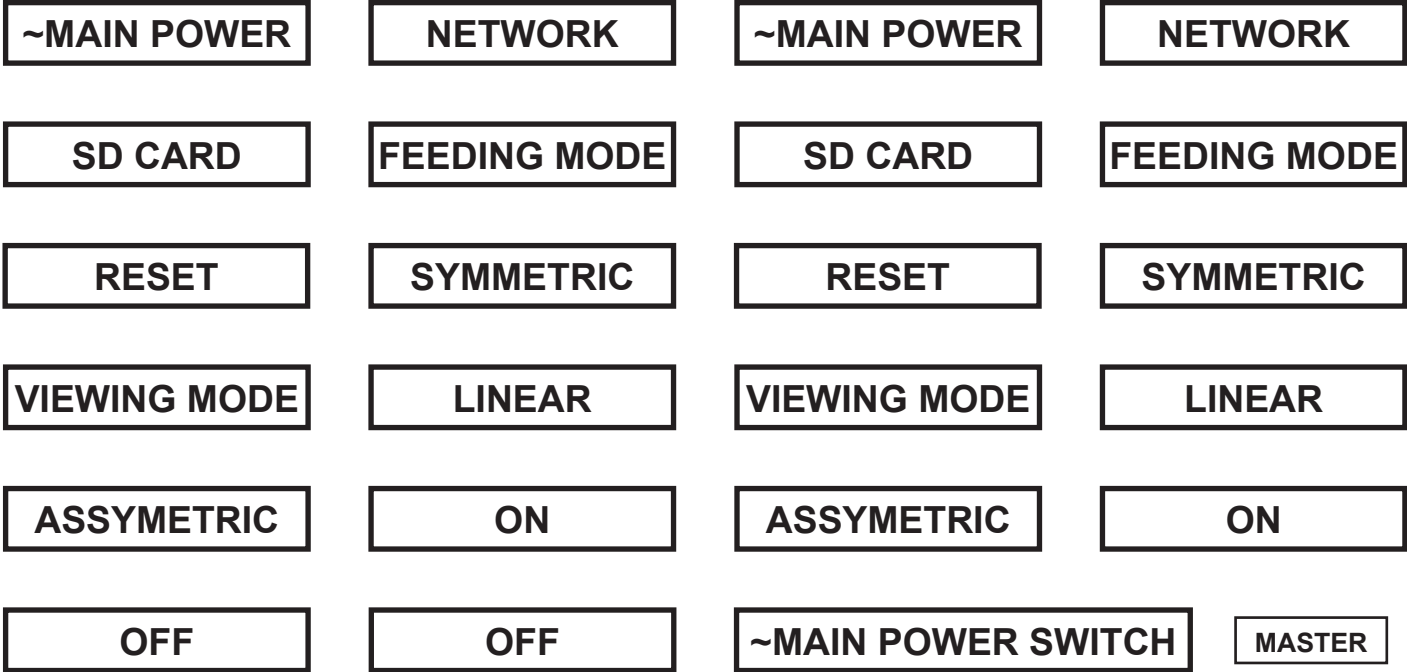 ~MAIN POWER NETWORK ~MAIN POWER NETWORK
SD CARD FEEDING MODE SD CARD FEEDING MODE
RESET SYMMETRIC RESET SYMMETRIC
VIEWING MODE LINEAR VIEWING MODE LINEAR
ASSYMETRIC ON ASSYMETRIC ON
OFF OFF ~MAIN POWER SWITCH MASTER